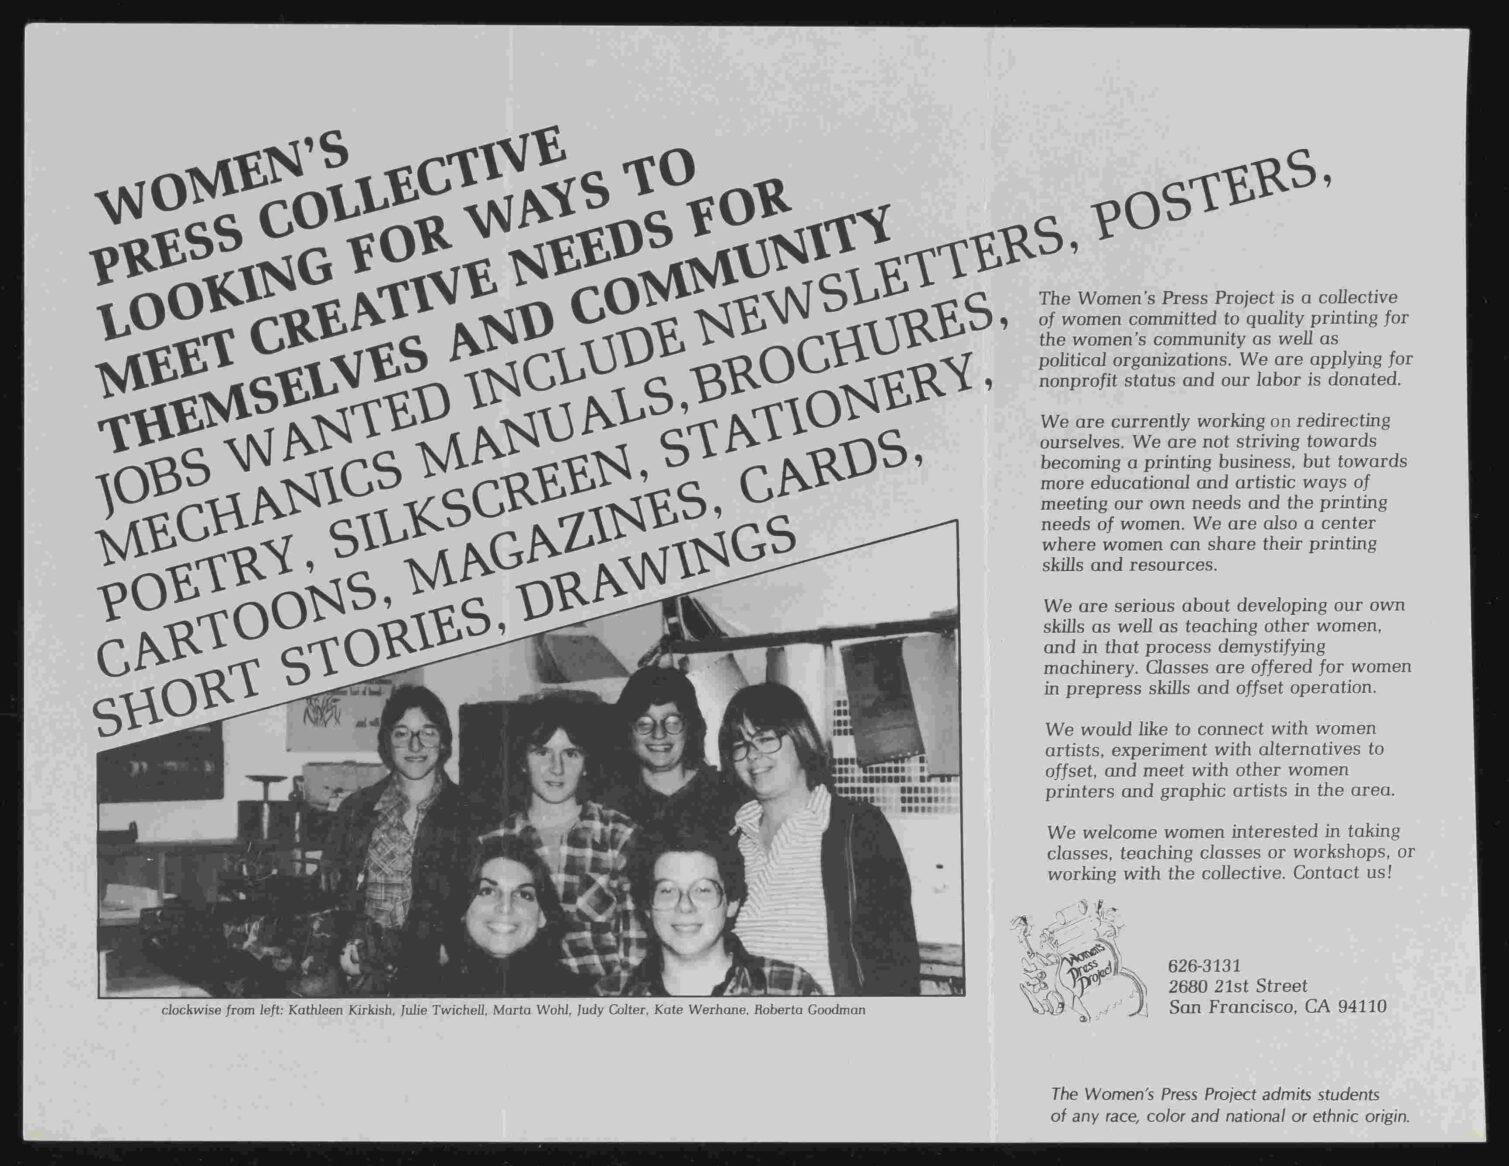 WOMEN'S
PRESS COLLECTIVE
LOOKING FOR WAYS TO
MEET CREATIVE NEEDS FOR
THEMSELVES AND COMMUNITY
JOBS WANTED INCLUDE NEWSLETTERS, POSTERS,
MECHANICS MANUALS, BROCHURES,
POETRY, SILKSCREEN, STATIONERY,
CARTOONS, MAGAZINES, CARDS,
SHORT STORIES, DRAWINGS
clockwise from left: Kathleen Kirkish, Julie Twichell, Marta Wohl, Judy Colter, Kate Werhane, Roberta Goodman
The Women's Press Project is a collective
of women committed to quality printing for
the women's community as well as
political organizations. We are applying for
nonprofit status and our labor is donated.
We are currently working on redirecting
ourselves. We are not striving towards
becoming a printing business, but towards
more educational and artistic ways of
meeting our own needs and the printing
needs of women. We are also a center
where women can share their printing
skills and resources.
We are serious about developing our own
skills as well as teaching other women,
and in that process demystifying
machinery. Classes are offered for women
in prepress skills and offset operation.
We would like to connect with women
artists, experiment with alternatives to
offset, and meet with other women
printers and graphic artists in the area.
We welcome women interested in taking
classes, teaching classes or workshops, or
working with the collective. Contact us!
Women's
Press
Project
626-3131
2680 21st Street
San Francisco, CA 94110
The Women's Press Project admits students
of any race, color and national or ethnic origin.